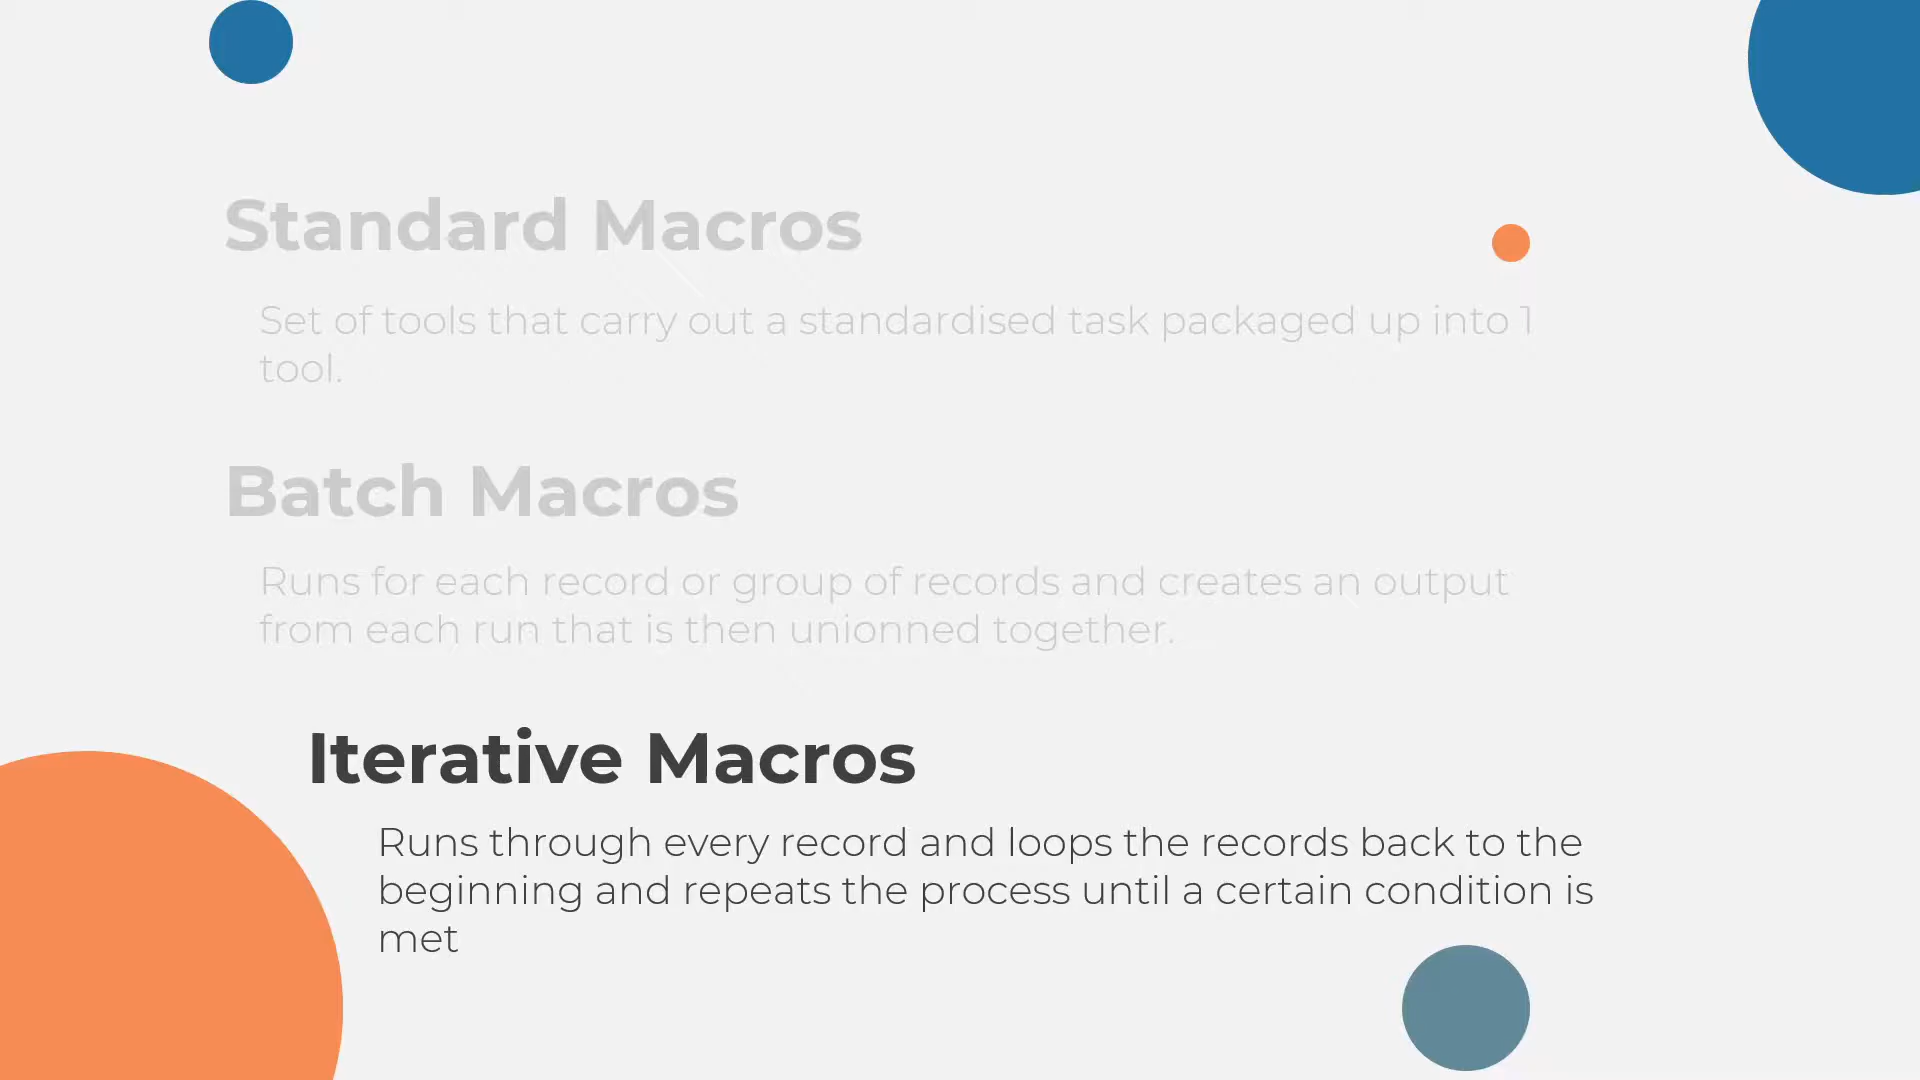 Standard Macros
Set of tools that carry out a standardised task packaged up into 1
tool.
Batch Macros
Runs for each record or group of records and creates an output
from each run that is then unionned together.
Iterative Macros
Runs through every record and loops the records back to the
beginning and repeats the process until a certain condition is
met